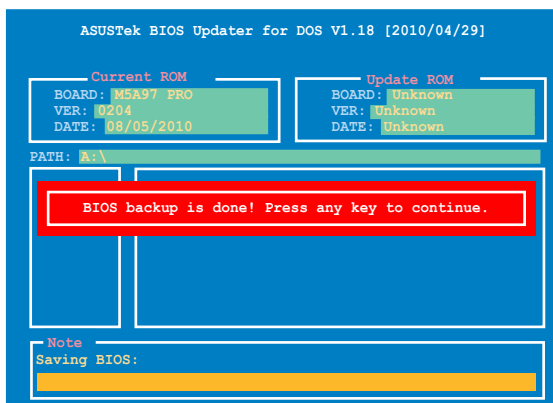 ASUSTek BIOS Updater for DOS V1.18 [2010/04/29]
Current ROM
BOARD: M5A97 PRO
VER: 0204
DATE: 08/05/2010
Update ROM
BOARD: Unknown
VER: Unknown
DATE: Unknown
PATH: A:\
BIOS backup is done! Press any key to continue.
Note
Saving BIOS: